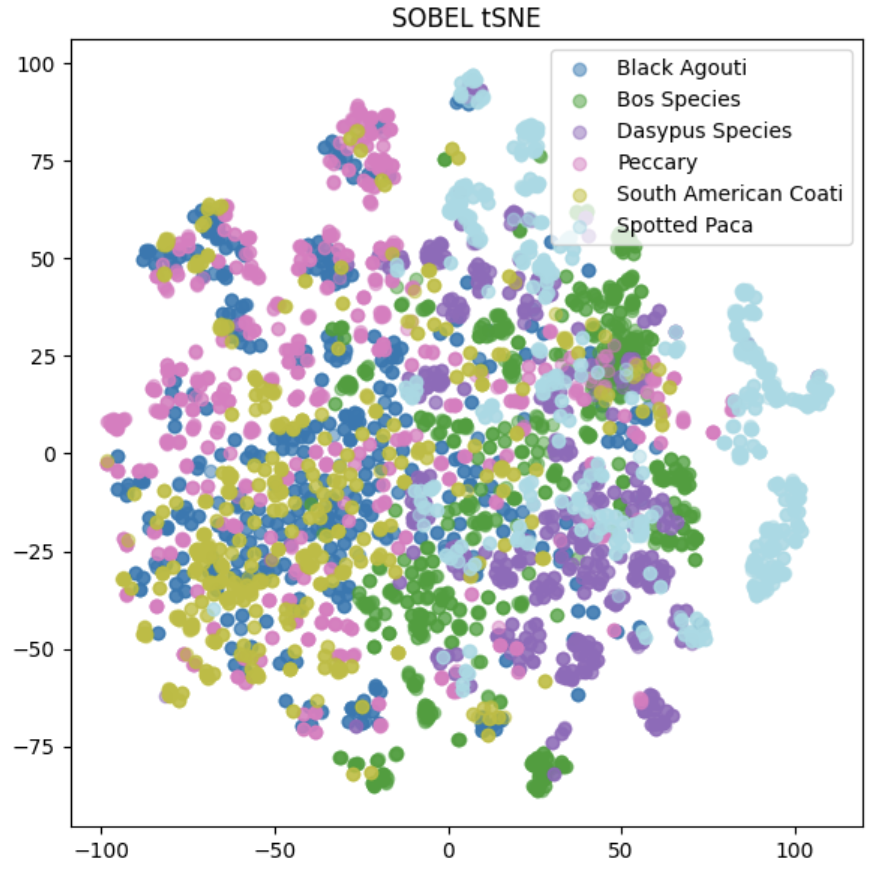 SOBEL tSNE
100
75
50
25
0
−25
−50
−75
−100
−50
0
50
100
Black Agouti
Bos Species
Dasypus Species
Peccary
South American Coati
Spotted Paca